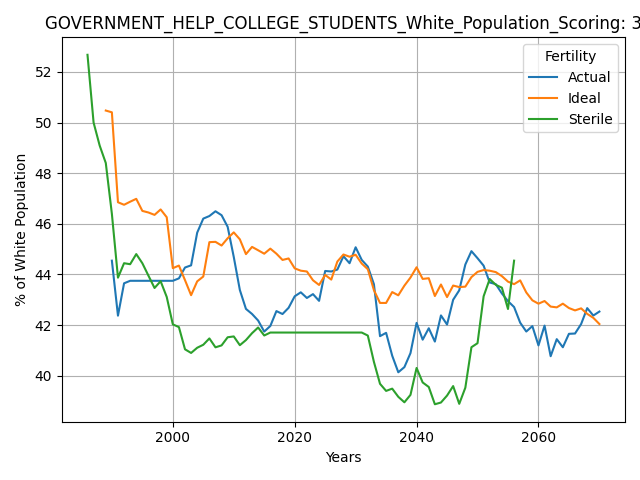 GOVERNMENT_HELP_COLLEGE_STUDENTS_White_Population_Scoring: 3
Fertility
Actual
Ideal
Sterile
52
50
48
46
44
42
40
% of White Population
2000 2020 2040 2060
Years